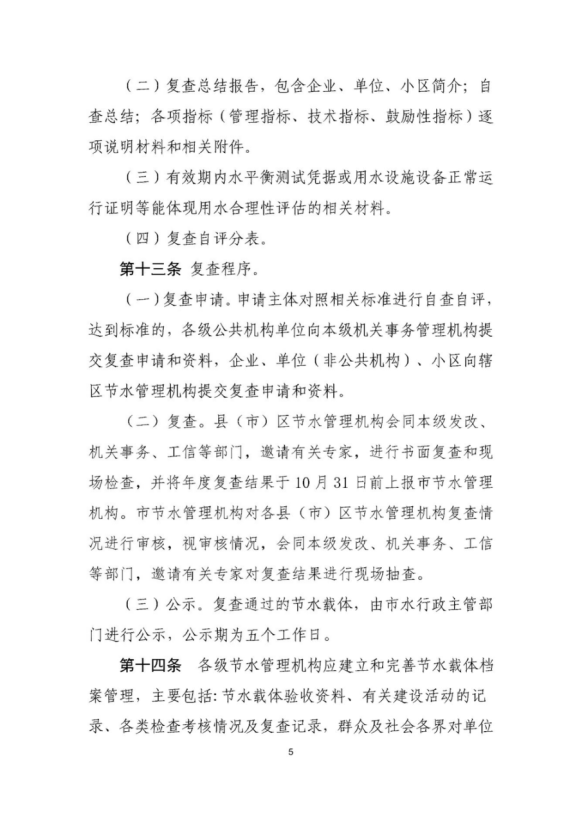 （二）复查总结报告，包含企业、单位、小区简介；自
查总结；各项指标（管理指标、技术指标、鼓励性指标）逐
项说明材料和相关附件。
（三）有效期内水平衡测试凭据或用水设施设备正常运
行证明等能体现用水合理性评估的相关材料。
（四）复查自评分表。
第十三条 复查程序。
（一）复查申请。申请主体对照相关标准进行自查自评，
达到标准的，各级公共机构单位向本级机关事务管理机构提
交复查申请和资料，企业、单位（非公共机构）、小区向辖
区节水管理机构提交复查申请和资料。
（二）复查。县（市）区节水管理机构会同本级发改、
机关事务、工信等部门，邀请有关专家，进行书面复查和现
场检查，并将年度复查结果于 10 月 31 日前上报市节水管理
机构。市节水管理机构对各县（市）区节水管理机构复查情
况进行审核，视审核情况，会同本级发改、机关事务、工信
等部门，邀请有关专家对复查结果进行现场抽查。
（三）公示。复查通过的节水载体，由市水行政主管部
门进行公示，公示期为五个工作日。
第十四条 各级节水管理机构应建立和完善节水载体档
案管理，主要包括：节水载体验收资料、有关建设活动的记
录、各类检查考核情况及复查记录，群众及社会各界对单位
5